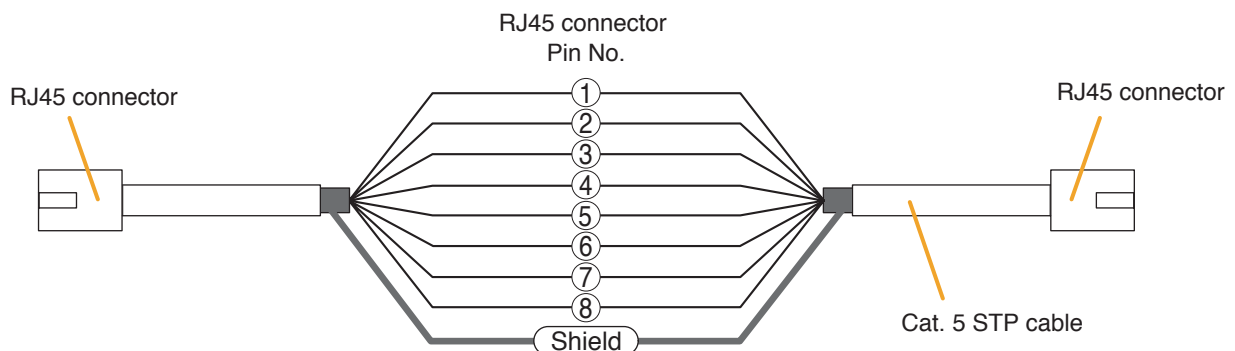 RJ45 connector
Pin No.
RJ45 connector
RJ45 connector
1
2
3
4
5
6
7
8
Shield
Cat. 5 STP cable